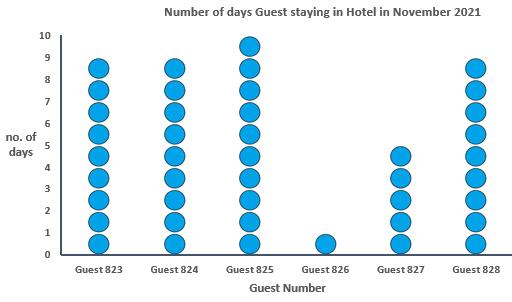 Number of days Guest staying in Hotel in November 2021
10
9
8
7
6
5
4
3
2
1
0
no. of
days
Guest 823 Guest 824 Guest 825 Guest 826 Guest 827 Guest 828
Guest Number